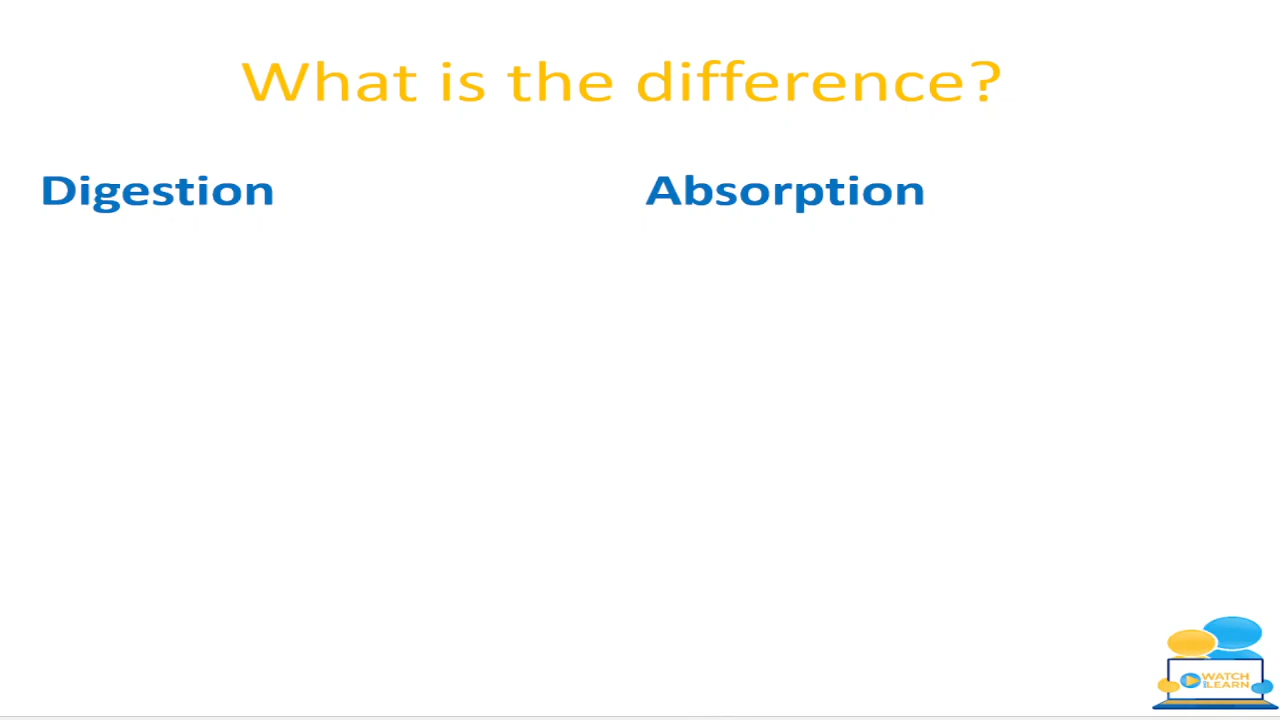 What is the difference?
Digestion
Absorption
WATCH
LEARN